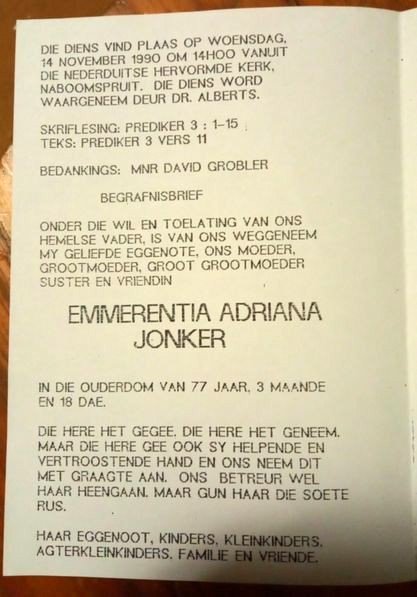 DIE DIENS VIND PLAAS OP WOENSDAG,
14 NOVEMBER 1990 OM 14H00 VANUIT
DIE NEDERDUITSE HERVORMDE KERK,
NABOOMSPRUIT. DIE DIENS WORD
WAARGENEEM DEUR DR. ALBERTS.
SKRIFLESING: PREDIKER 3 : 1-15
TEKS: PREDIKER 3 VERS 11
BEDANKINGS: MNR DAVID GROBLER
BEGRAFNISBRIEF
ONDER DIE WIL EN TOELATING VAN ONS
HEMELSE VADER, IS VAN ONS WEGGENEEM
MY GELIEFDE EGGENOTE, ONS MOEDER,
GROOTMOEDER, GROOT GROOTMOEDER
SUSTER EN VRIENDIN
EMMERENTIA ADRIANA
JONKER
IN DIE OUDERDOM VAN 77 JAAR, 3 MAANDE
EN 18 DAE.
DIE HERE HET GEGEE. DIE HERE HET GENEEM.
MAAR DIE HERE GEE OOK SY HELPENDE EN
VERTROOSTENDE HAND EN ONS NEEM DIT
MET GRAAGTE AAN. ONS BETREUR WEL
HAAR HEENGAAN. MAAR GUN HAAR DIE SOETE
RUS.
HAAR EGGENOOT, KINDERS, KLEINKINDERS,
AGTERKLEINKINDERS, FAMILIE EN VRIENDE.